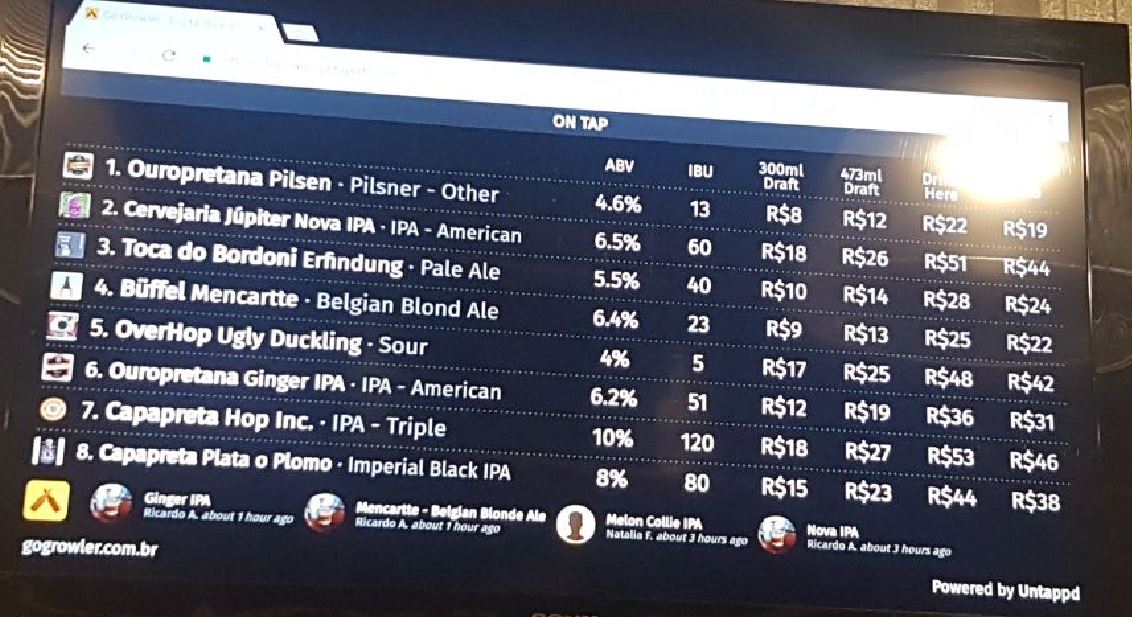 ON TAP
ABV IBU 300ml Draft 473ml Draft Here
1. Ouropretana Pilsen · Pilsner - Other 4.6% 13 R$8 R$12 R$22 R$19
2. Cervejaria Júpiter Nova IPA · IPA - American 6.5% 60 R$18 R$26 R$51 R$44
3. Toca do Bordoni Erfindung · Pale Ale 5.5% 40 R$10 R$14 R$28 R$24
4. Büffel Mencartte · Belgian Blond Ale 6.4% 23 R$9 R$13 R$25 R$22
5. OverHop Ugly Duckling · Sour 4% 5 R$17 R$25 R$48 R$42
6. Ouropretana Ginger IPA · IPA - American 6.2% 51 R$12 R$19 R$36 R$31
7. Capapreta Hop Inc. · IPA - Triple 10% 120 R$18 R$27 R$53 R$46
8. Capapreta Plata o Plomo · Imperial Black IPA 8% 80 R$15 R$23 R$44 R$38
Ginger IPA
Ricardo A. about 1 hour ago
Mencartte - Belgian Blonde Ale
Ricardo A. about 1 hour ago
Melon Collie IPA
Natalia F. about 3 hours ago
Nova IPA
Ricardo A. about 3 hours ago
gogrowler.com.br
Powered by Untappd